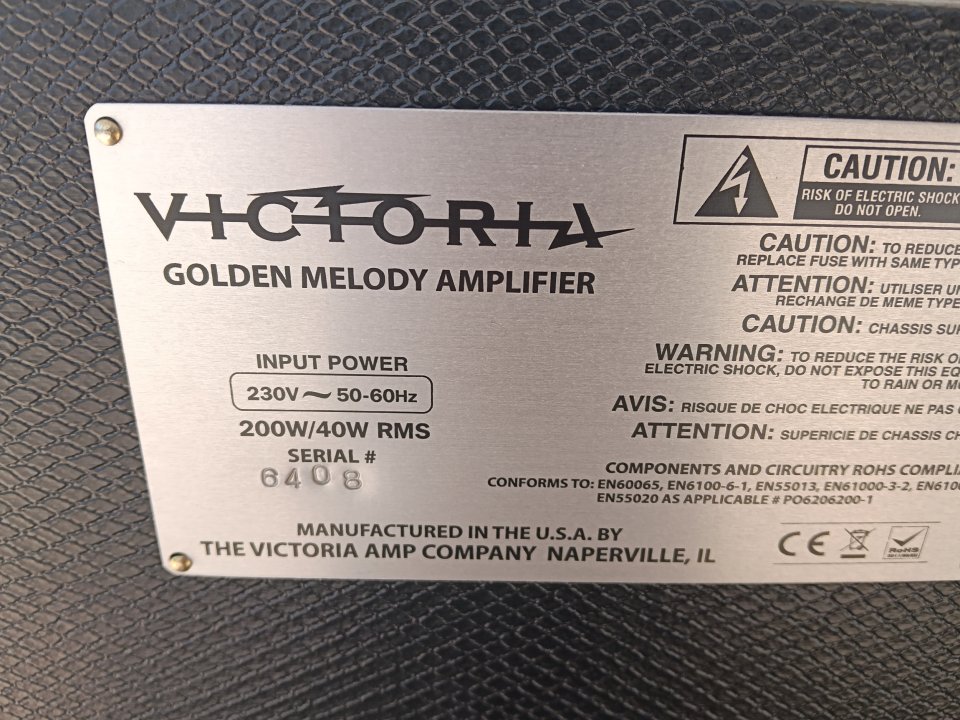 VICTORIA
GOLDEN MELODY AMPLIFIER
INPUT POWER
230V ~ 50-60Hz
200W/40W RMS
SERIAL #
6408
MANUFACTURED IN THE U.S.A. BY
THE VICTORIA AMP COMPANY NAPERVILLE, IL
CAUTION:
RISK OF ELECTRIC SHOCK
DO NOT OPEN.
CAUTION: TO REDUCE
REPLACE FUSE WITH SAME TYP
ATTENTION: UTILISER UN
RECHANGE DE MEME TYPE
CAUTION: CHASSIS SUR
WARNING: TO REDUCE THE RISK O
ELECTRIC SHOCK, DO NOT EXPOSE THIS EQ
TO RAIN OR MO
AVIS: RISQUE DE CHOC ELECTRIQUE NE PAS
ATTENTION: SUPERICIE DE CHASSIS CH
COMPONENTS AND CIRCUITRY ROHS COMPLIA
CONFORMS TO: EN60065, EN6100-6-1, EN55013, EN61000-3-2, EN6100
EN55020 AS APPLICABLE # PO6206200-1
CE
RoHS